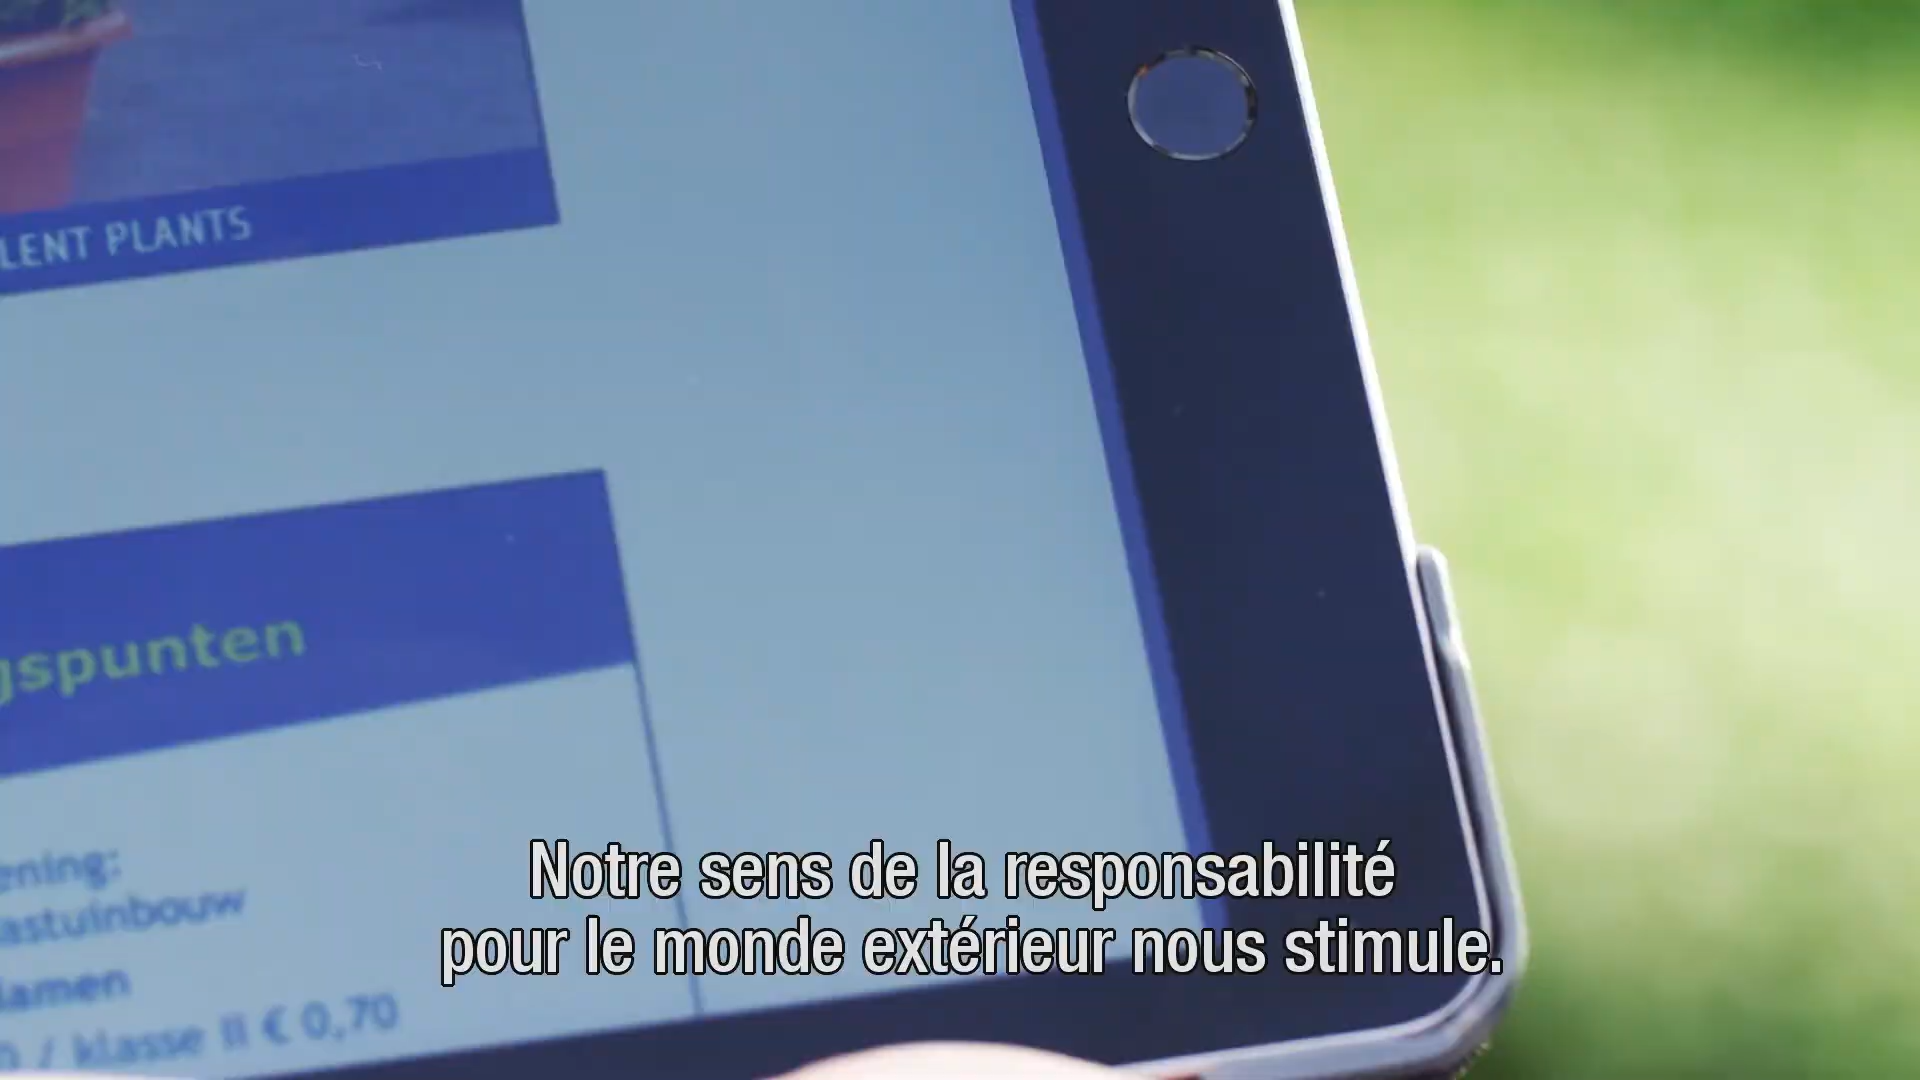 LENT PLANTS
gspunten
ening:
astuinbouw
lamen
/ klasse II € 0,70
Notre sens de la responsabilité
pour le monde extérieur nous stimule.